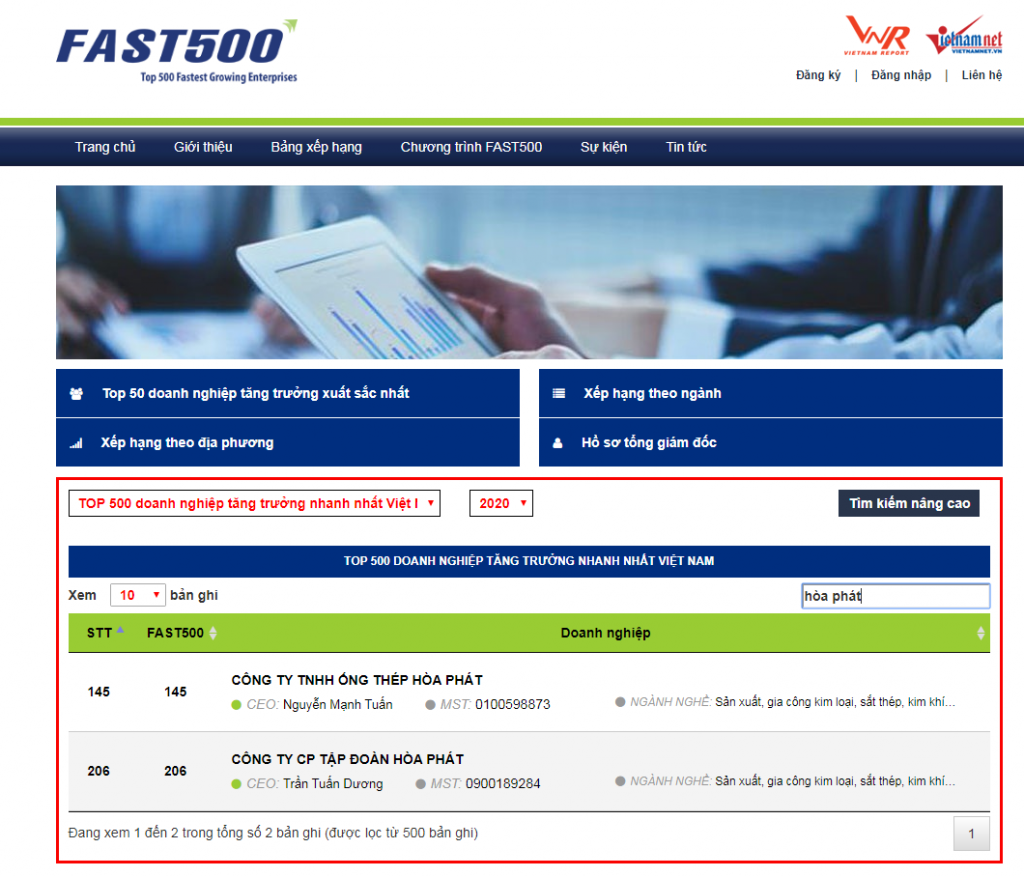 FAST500
Top 500 Fastest Growing Enterprises
VNR
VIETNAM REPORT
Vietnamnet
VIETNAMNET.VN
Đăng ký | Đăng nhập | Liên hệ
Trang chủ Giới thiệu Bảng xếp hạng Chương trình FAST500 Sự kiện Tin tức
Top 50 doanh nghiệp tăng trưởng xuất sắc nhất
Xếp hạng theo ngành
Xếp hạng theo địa phương
Hồ sơ tổng giám đốc
TOP 500 doanh nghiệp tăng trưởng nhanh nhất Việt I 2020 Tìm kiếm nâng cao
TOP 500 DOANH NGHIỆP TĂNG TRƯỞNG NHANH NHẤT VIỆT NAM
Xem 10 bản ghi hòa phát
STT FAST500 Doanh nghiệp
145 145 CÔNG TY TNHH ỐNG THÉP HÒA PHÁT
CEO: Nguyễn Mạnh Tuấn MST: 0100598873 NGÀNH NGHỀ: Sản xuất, gia công kim loại, sắt thép, kim khí...
206 206 CÔNG TY CP TẬP ĐOÀN HÒA PHÁT
CEO: Trần Tuấn Dương MST: 0900189284 NGÀNH NGHỀ: Sản xuất, gia công kim loại, sắt thép, kim khí...
Đang xem 1 đến 2 trong tổng số 2 bản ghi (được lọc từ 500 bản ghi) 1